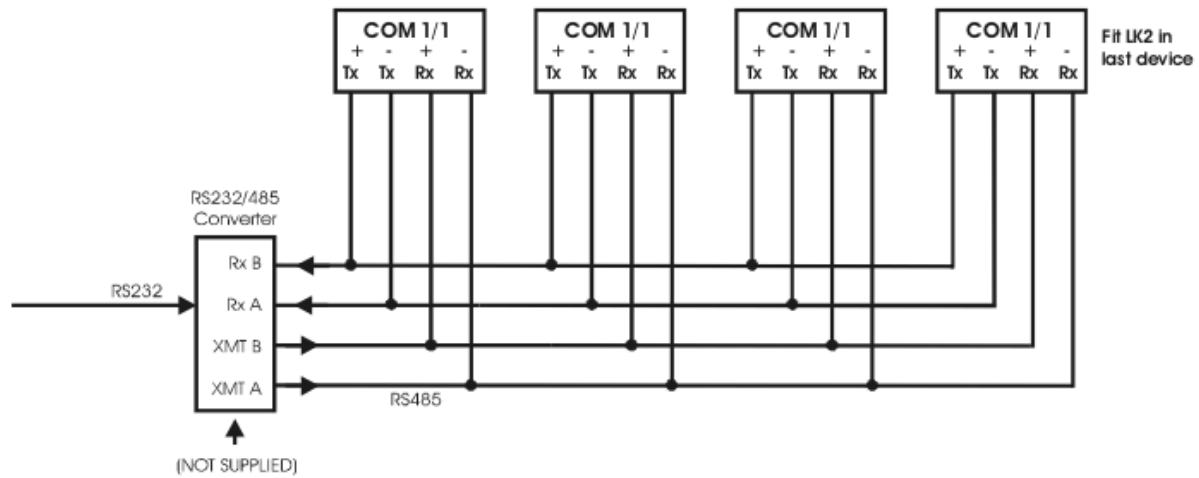 COM 1/1
+ - + -
Tx Tx Rx Rx
COM 1/1
+ - + -
Tx Tx Rx Rx
COM 1/1
+ - + -
Tx Tx Rx Rx
COM 1/1
+ - + -
Tx Tx Rx Rx
Fit LK2 in
last device
RS232/485
Converter
Rx B
RS232
Rx A
XMT B
XMT A
RS485
(NOT SUPPLIED)